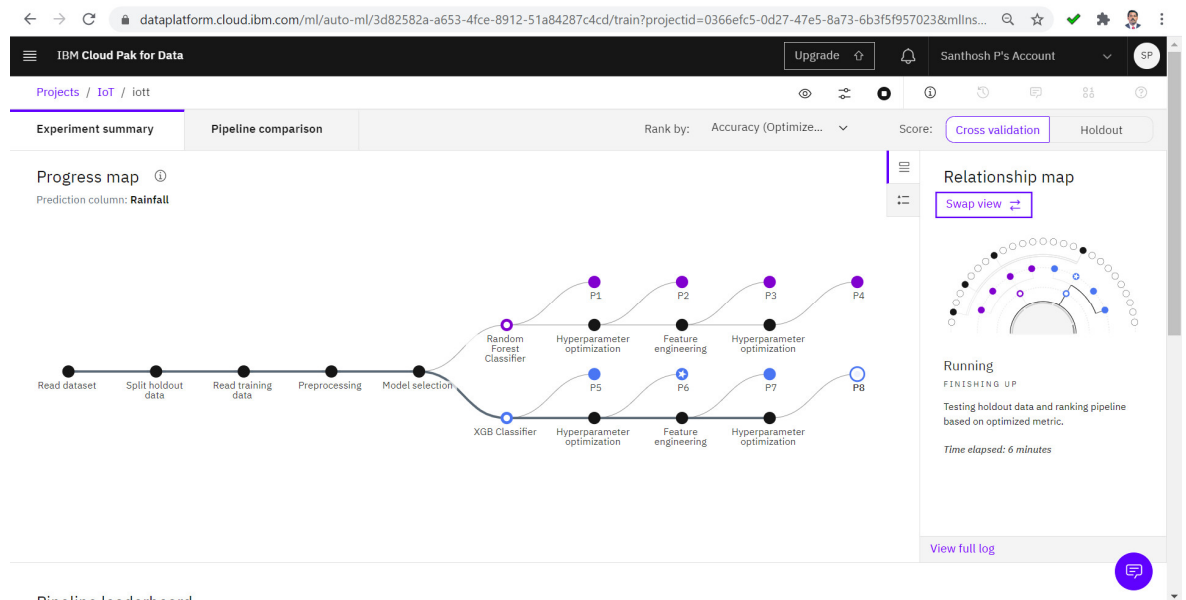 dataplatform.cloud.ibm.com/ml/auto-ml/3d82582a-a653-4fce-8912-51a84287c4cd/train?projectid=0366efc5-0d27-47e5-8a73-6b3f5f957023&mlIns...
IBM Cloud Pak for Data
Upgrade
Santhosh P's Account
SP
Projects / IoT / iott
Experiment summary
Pipeline comparison
Rank by:
Accuracy (Optimize...
Score:
Cross validation
Holdout
Progress map
Prediction column: Rainfall
P1
P2
P3
P4
Random
Forest
Classifier
Hyperparameter
optimization
Feature
engineering
Hyperparameter
optimization
Read dataset
Split holdout
data
Read training
data
Preprocessing
Model selection
P5
P6
P7
P8
XGB Classifier
Hyperparameter
optimization
Feature
engineering
Hyperparameter
optimization
Relationship map
Swap view
Running
FINISHING UP
Testing holdout data and ranking pipeline
based on optimized metric.
Time elapsed: 6 minutes
View full log
Pipeline leaderboard